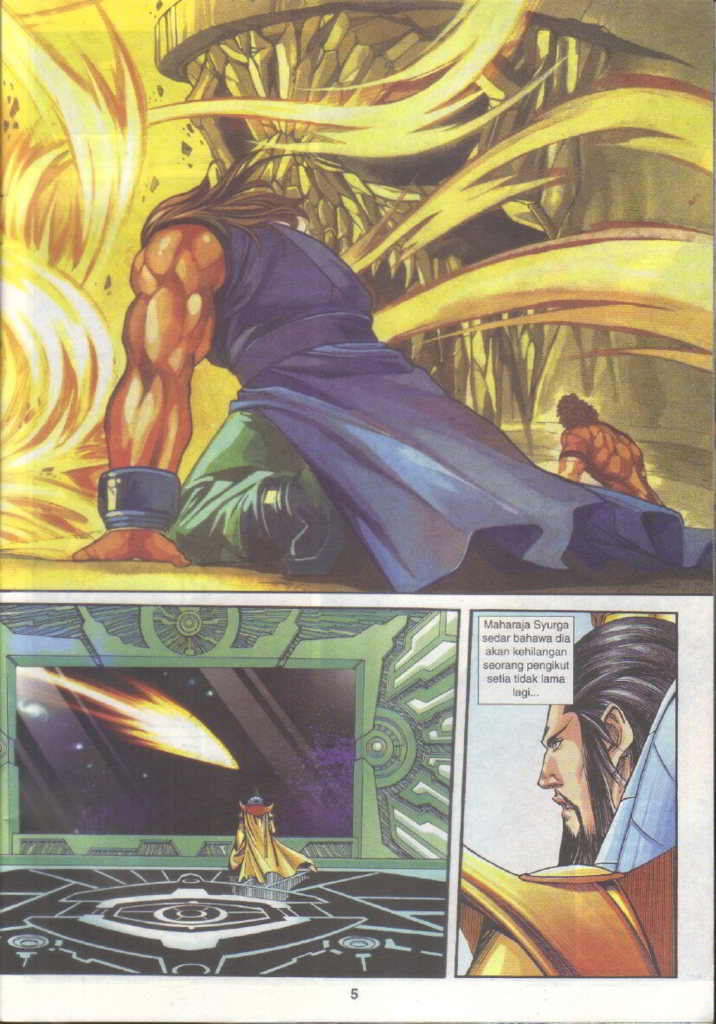 Maharaja Syurga
sedar bahawa dia
akan kehilangan
seorang pengikut
setia tidak lama
lagi...
5